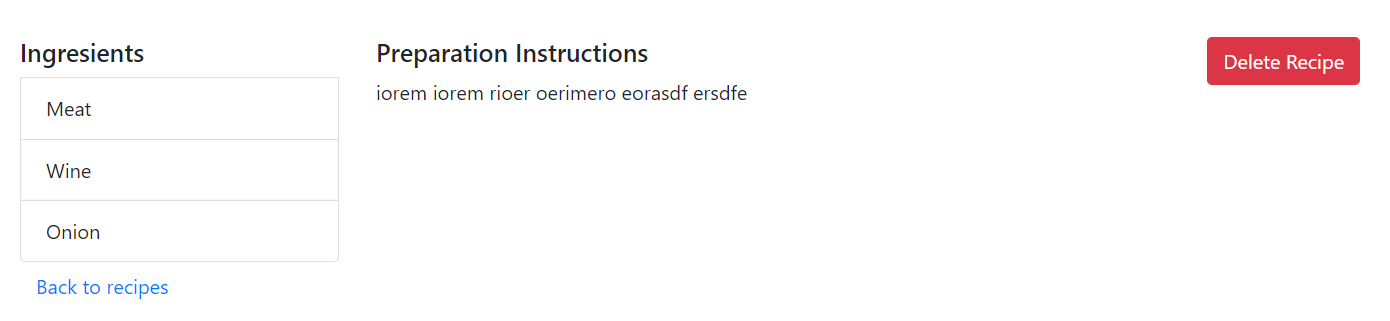 Ingresients
Meat
Wine
Onion
Back to recipes
Preparation Instructions
iorem iorem rioer oerimero eorasdf ersdfe
Delete Recipe